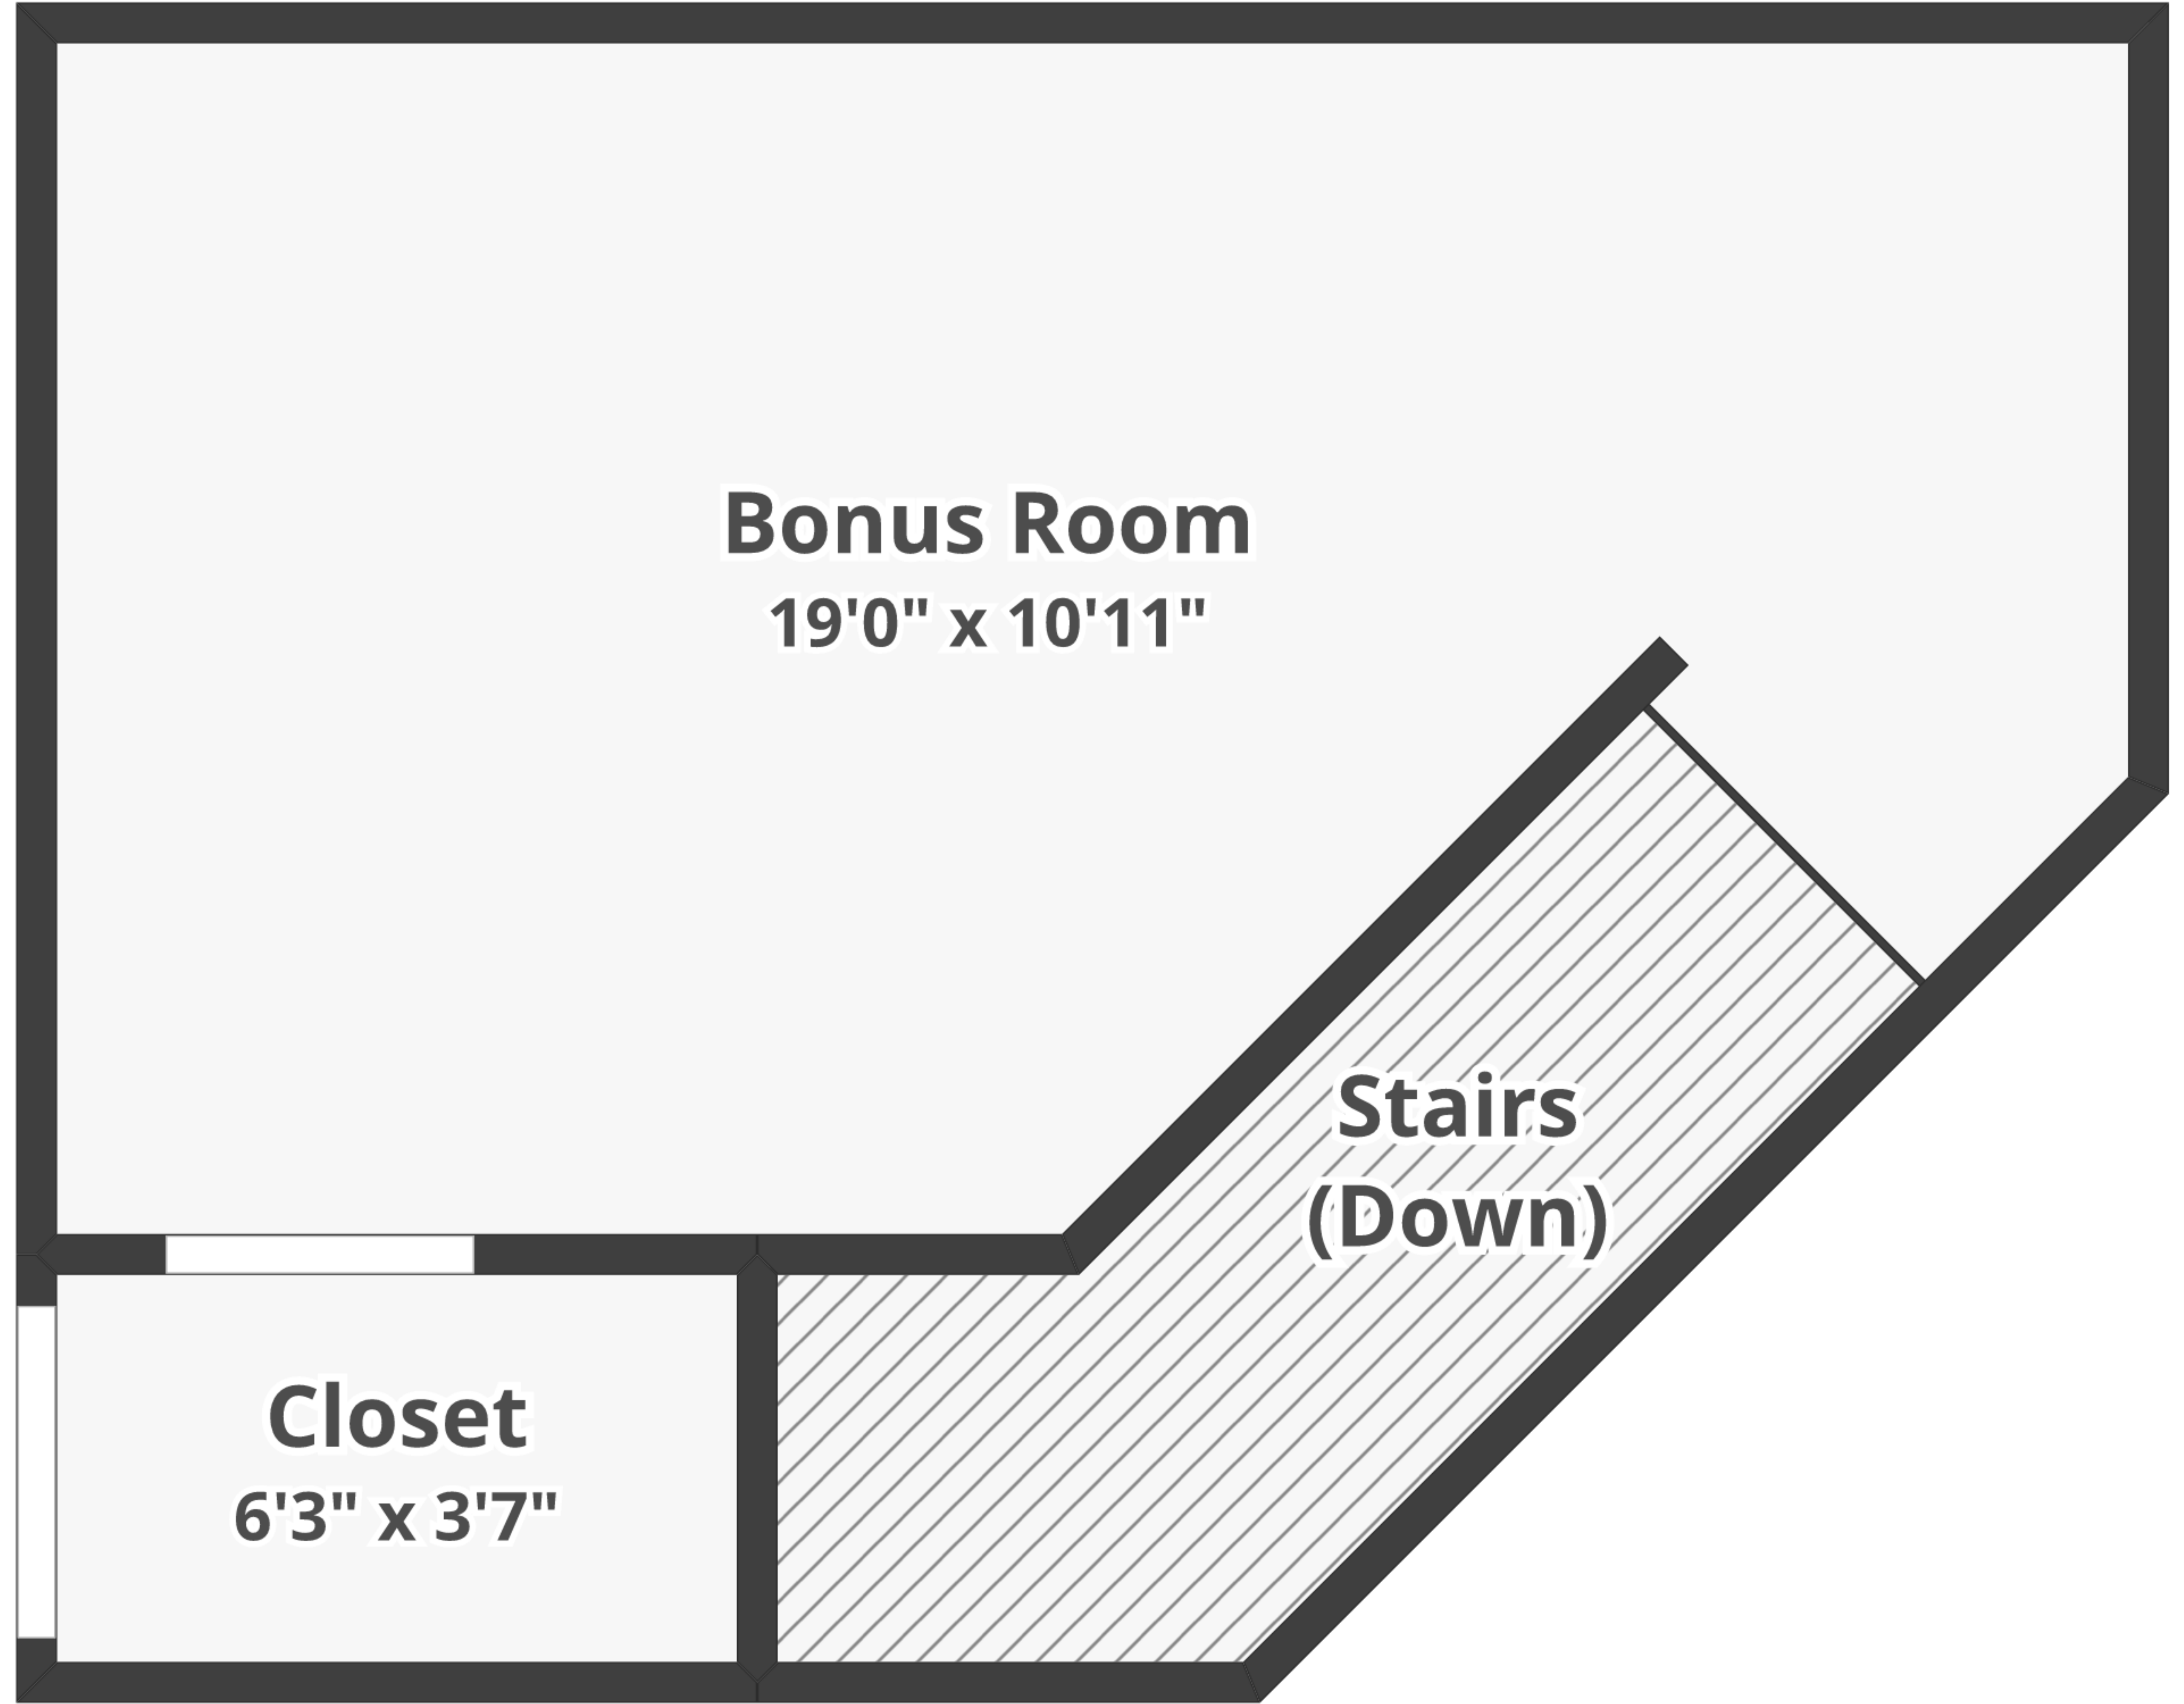 Bonus Room
19'0" x 10'11"
Stairs
(Down)
Closet
6'3" x 3'7"